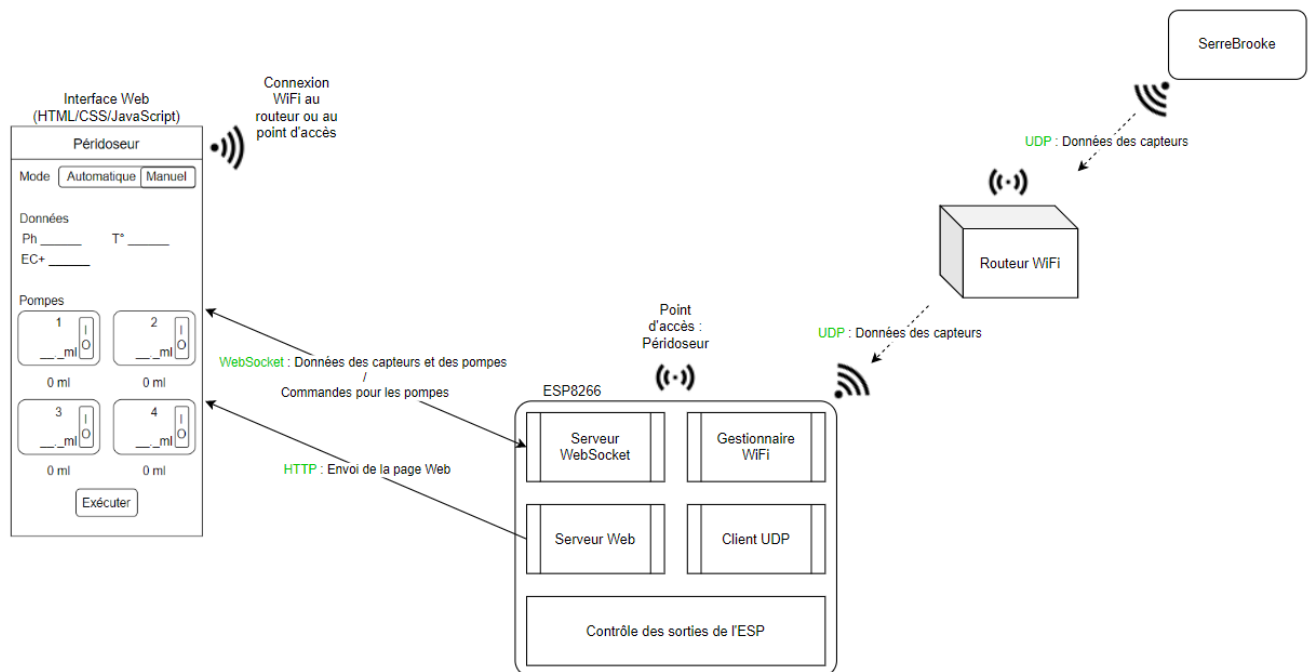 SerreBrooke
UDP : Données des capteurs
Routeur WiFi
UDP : Données des capteurs
Connexion
WiFi au
routeur ou au
point d'accès
Interface Web
(HTML/CSS/JavaScript)
Péridoseur
Mode Automatique Manuel
Données
Ph ______ T° ______
EC+ ______
Pompes
1 I 2 I
__._ml O __._ml O
0 ml 0 ml
3 I 4 I
__._ml O __._ml O
0 ml 0 ml
Exécuter
WebSocket : Données des capteurs et des pompes
/
Commandes pour les pompes
HTTP : Envoi de la page Web
Point
d'accès :
Péridoseur
ESP8266
Serveur
WebSocket
Gestionnaire
WiFi
Serveur Web
Client UDP
Contrôle des sorties de l'ESP